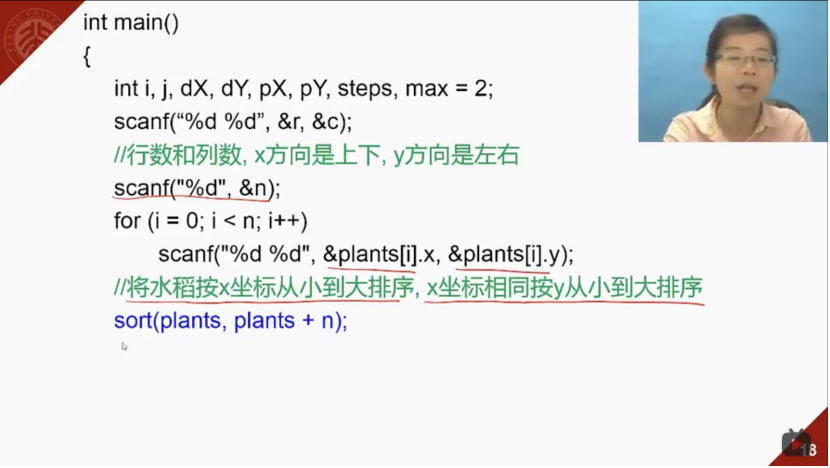 int main()
{
int i, j, dX, dY, pX, pY, steps, max = 2;
scanf(“%d %d”, &r, &c);
//行数和列数, x方向是上下, y方向是左右
scanf("%d", &n);
for (i = 0; i < n; i++)
scanf("%d %d", &plants[i].x, &plants[i].y);
//将水稻按x坐标从小到大排序, x坐标相同按y从小到大排序
sort(plants, plants + n);
18